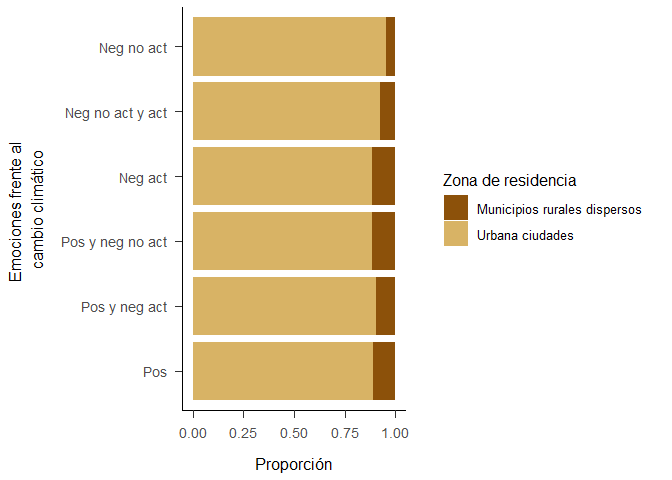 Emociones frente al
cambio climático
Neg no act
Neg no act y act
Neg act
Pos y neg no act
Pos y neg act
Pos
0.00 0.25 0.50 0.75 1.00
Proporción
Zona de residencia
Municipios rurales dispersos
Urbana ciudades